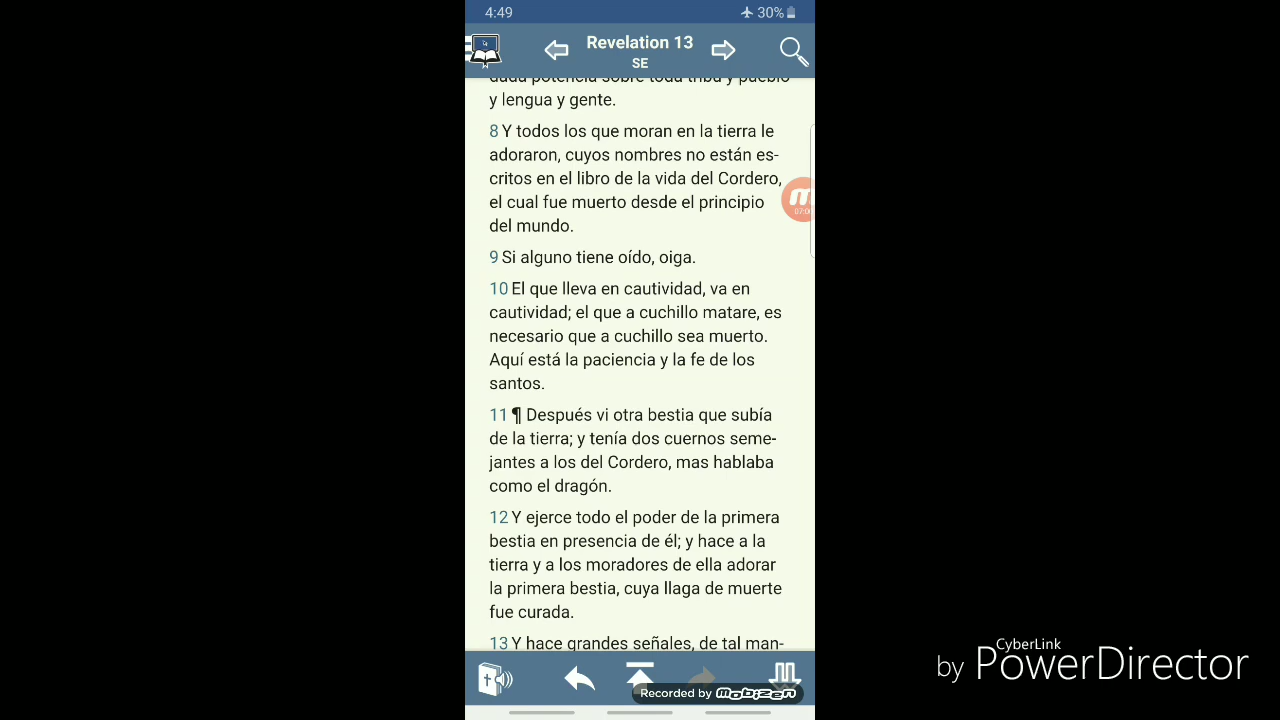 4:49
30%
Revelation 13
SE
dada potencia sobre toda tribu y pueblo
y lengua y gente.
8 Y todos los que moran en la tierra le
adoraron, cuyos nombres no están es-
critos en el libro de la vida del Cordero,
el cual fue muerto desde el principio
del mundo.
9 Si alguno tiene oído, oiga.
10 El que lleva en cautividad, va en
cautividad; el que a cuchillo matare, es
necesario que a cuchillo sea muerto.
Aquí está la paciencia y la fe de los
santos.
11 ¶ Después vi otra bestia que subía
de la tierra; y tenía dos cuernos seme-
jantes a los del Cordero, mas hablaba
como el dragón.
12 Y ejerce todo el poder de la primera
bestia en presencia de él; y hace a la
tierra y a los moradores de ella adorar
la primera bestia, cuya llaga de muerte
fue curada.
13 Y hace grandes señales, de tal man-
Recorded by Mobizen
CyberLink
by PowerDirector